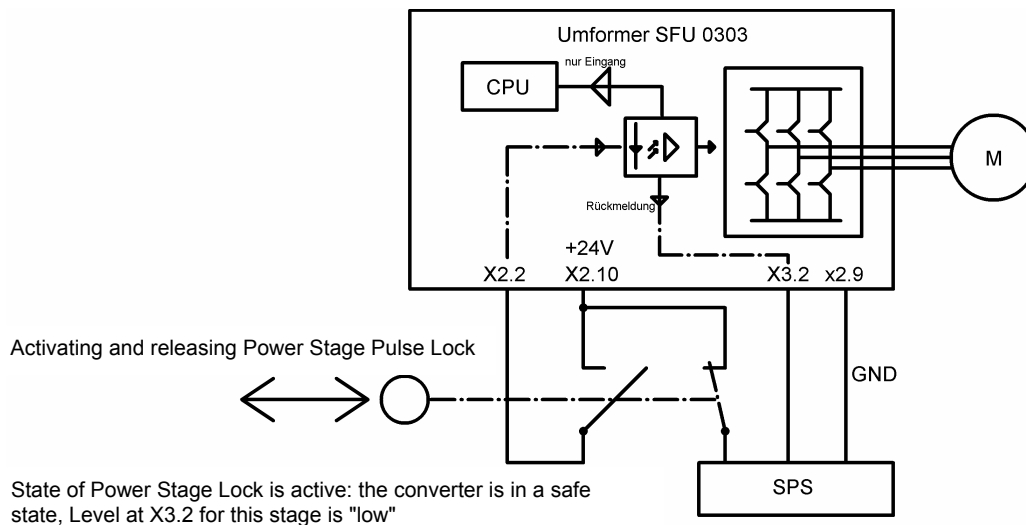 Umformer SFU 0303
nur Eingang
CPU
M
Rückmeldung
+24V
X2.2 X2.10 X3.2 x2.9
Activating and releasing Power Stage Pulse Lock
GND
SPS
State of Power Stage Lock is active: the converter is in a safe
state, Level at X3.2 for this stage is "low"